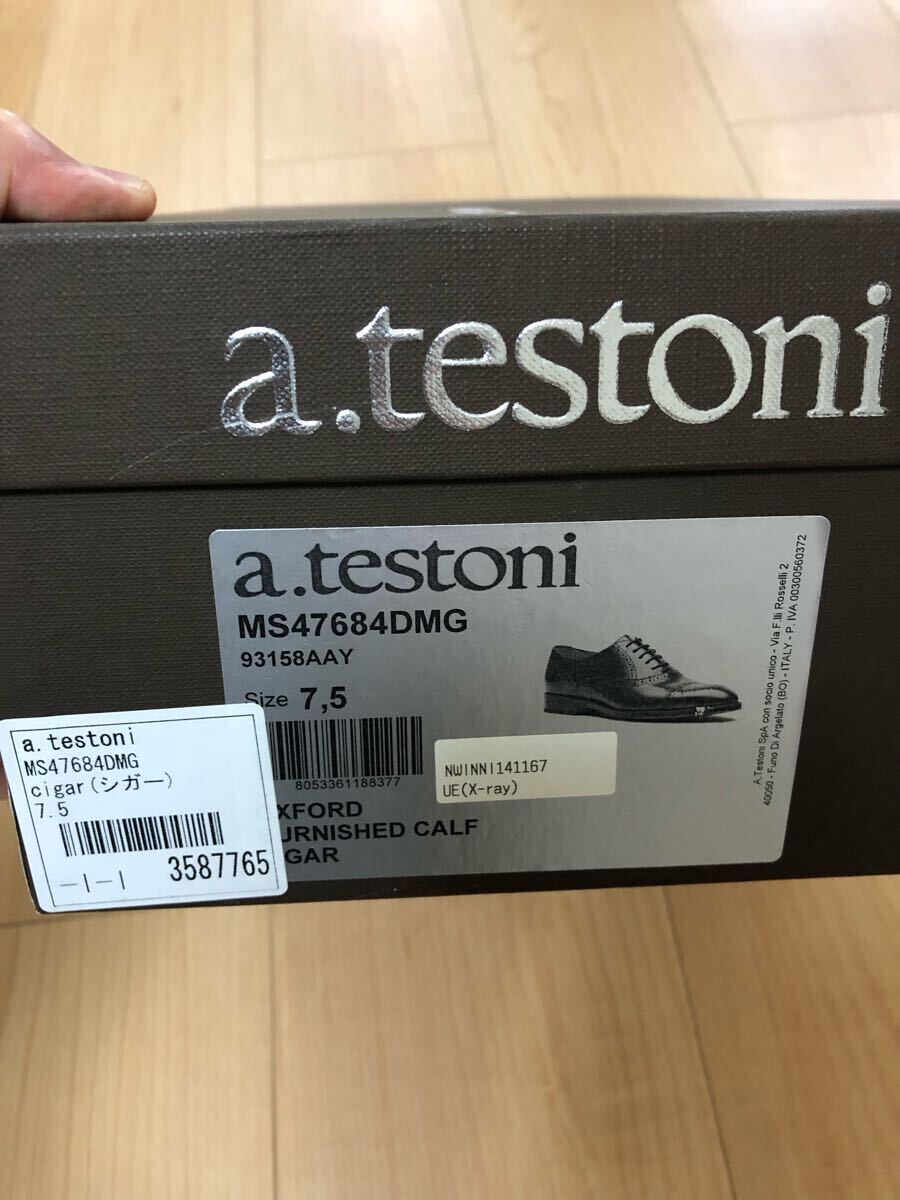 a.testoni
a.testoni
MS47684DMG
93158AAY
Size 7,5
8053361188377
XFORD
URNISHED CALF
GAR
NWINNI141167
UE(X-ray)
A.Testoni SpA con socio unico - Via F.lli Rosselli 2
40050 - Funo Di Argelato (BO) - ITALY - P. IVA 00300560372
a.testoni
MS47684DMG
cigar(シガー)
7.5
-I-I 3587765